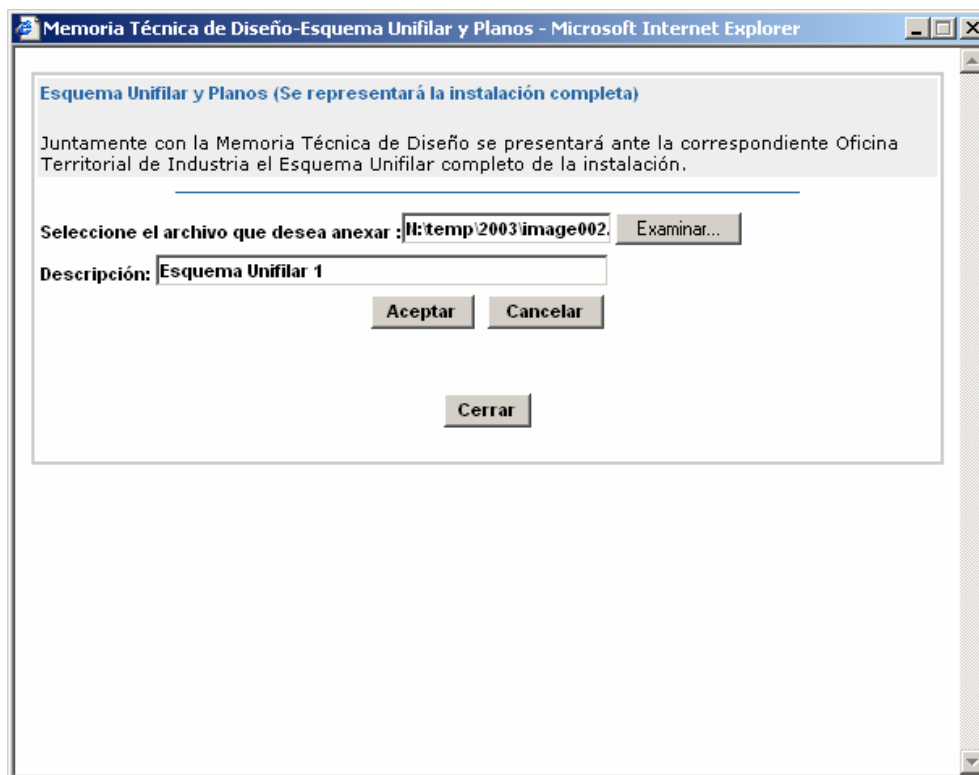 Memoria Técnica de Diseño-Esquema Unifilar y Planos - Microsoft Internet Explorer
Esquema Unifilar y Planos (Se representará la instalación completa)
Juntamente con la Memoria Técnica de Diseño se presentará ante la correspondiente Oficina
Territorial de Industria el Esquema Unifilar completo de la instalación.
Seleccione el archivo que desea anexar : N:\temp\2003\image002. Examinar...
Descripción: Esquema Unifilar 1
Aceptar Cancelar
Cerrar